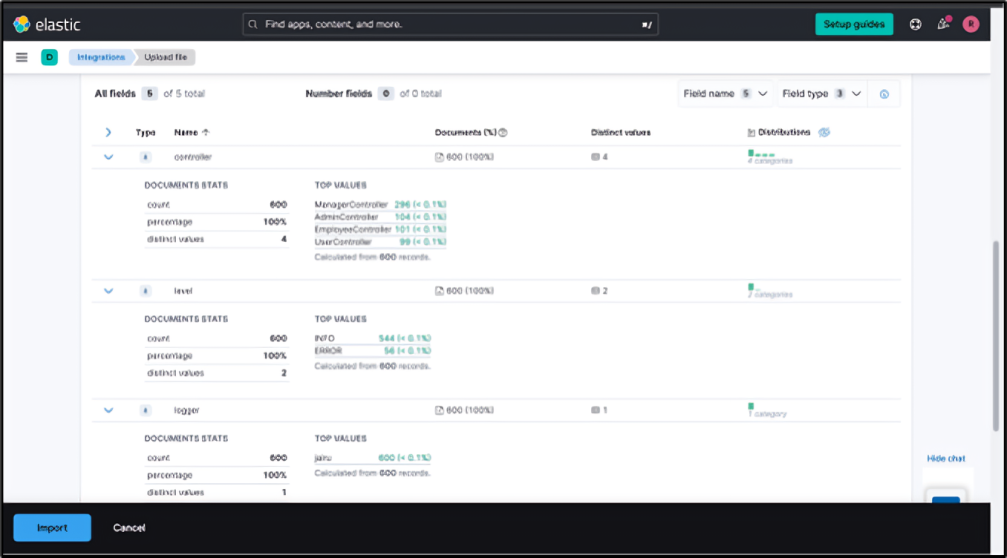 elastic
Find apps, content, and more.
⌘/
Setup guides
R
D
Integrations
Upload file
All fields 5 of 5 total
Number fields 0 of 0 total
Field name 5
Field type 3
Type Name Documents (%) Distinct values Distributions
controller 600 (100%) 4
4 categories
DOCUMENTS STATS
count 600
percentage 100%
distinct values 4
TOP VALUES
ManagerController 296 (< 0.1%)
AdminController 104 (< 0.1%)
EmployeeController 101 (< 0.1%)
UserController 99 (< 0.1%)
Calculated from 600 records.
level 600 (100%) 2
2 categories
DOCUMENTS STATS
count 600
percentage 100%
distinct values 2
TOP VALUES
INFO 544 (< 0.1%)
ERROR 56 (< 0.1%)
Calculated from 600 records.
logger 600 (100%) 1
1 category
DOCUMENTS STATS
count 600
percentage 100%
distinct values 1
TOP VALUES
600 (< 0.1%)
Calculated from 600 records.
Hide chat
Import
Cancel